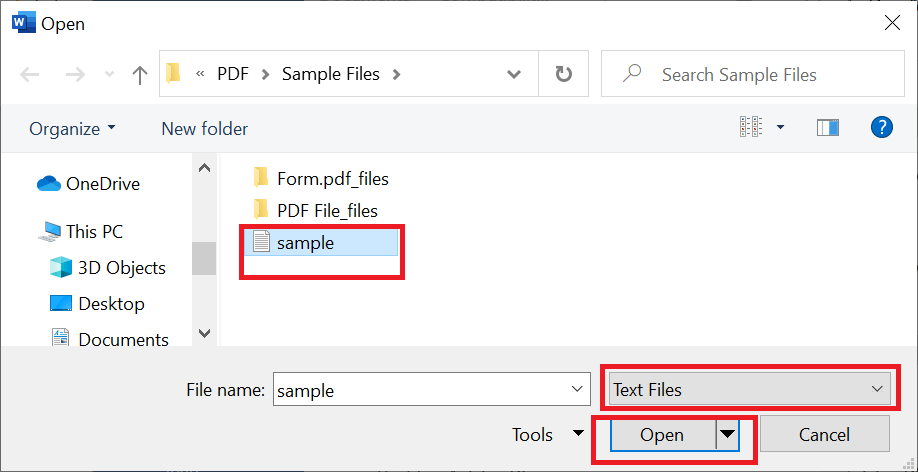 W Open
« PDF > Sample Files >
Search Sample Files
Organize
New folder
?
OneDrive
This PC
3D Objects
Desktop
Documents
Form.pdf_files
PDF File_files
sample
File name: sample
Text Files
Tools
Open
Cancel